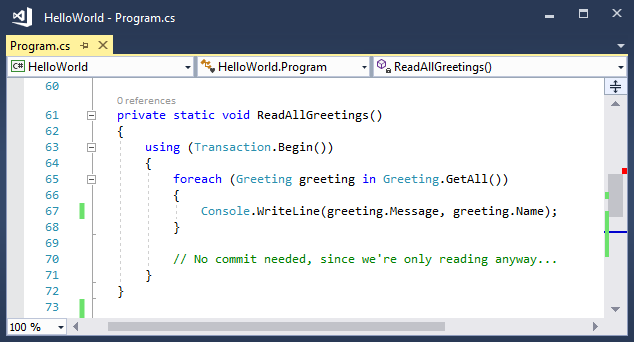 HelloWorld - Program.cs
Program.cs
C# HelloWorld HelloWorld.Program ReadAllGreetings()
60
0 references
61 private static void ReadAllGreetings()
62 {
63 using (Transaction.Begin())
64 {
65 foreach (Greeting greeting in Greeting.GetAll())
66 {
67 Console.WriteLine(greeting.Message, greeting.Name);
68 }
69
70 // No commit needed, since we're only reading anyway...
71 }
72 }
73
100 %